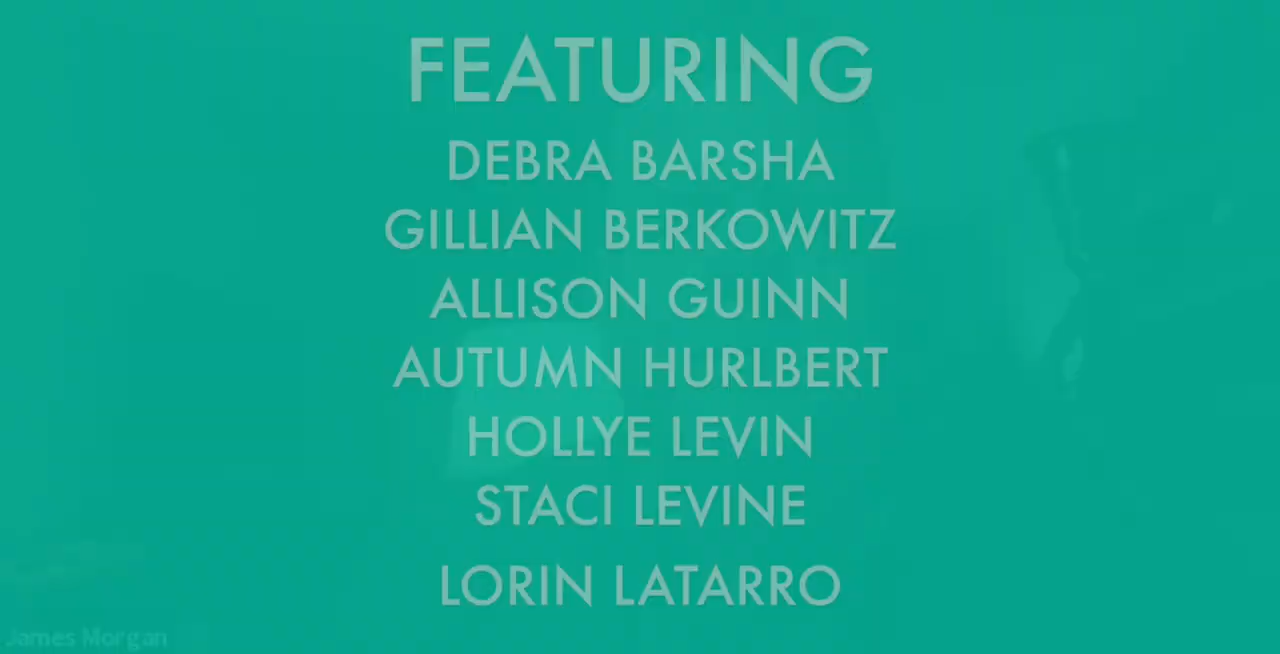 FEATURING
DEBRA BARSHA
GILLIAN BERKOWITZ
ALLISON GUINN
AUTUMN HURLBERT
HOLLYE LEVIN
STACI LEVINE
LORIN LATARRO
James Morgan